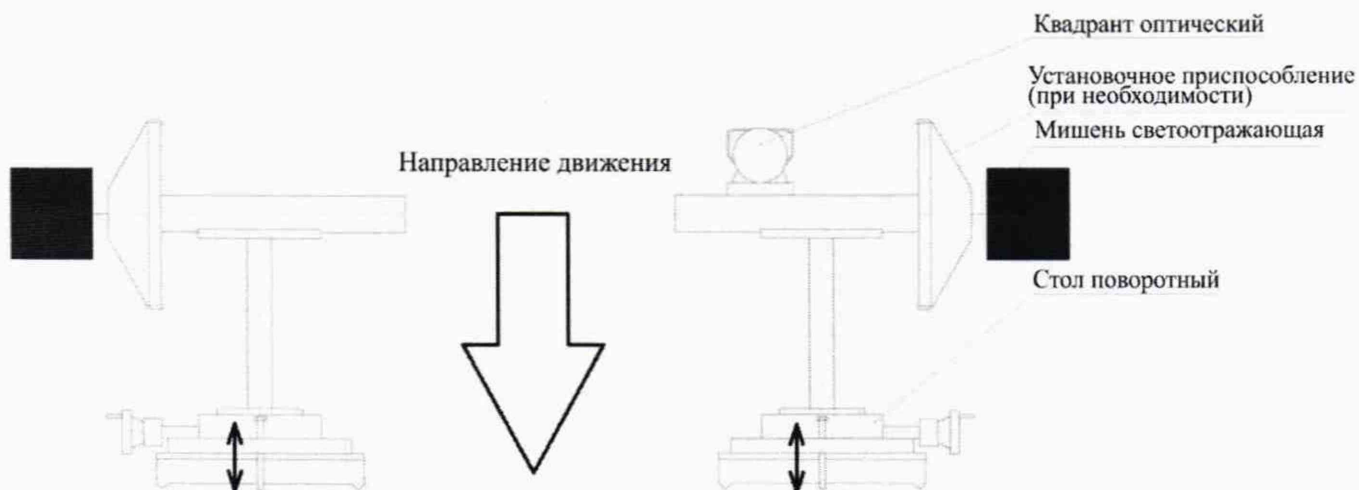 Квадрант оптический
Установочное приспособление
(при необходимости)
Мишень светоотражающая
Направление движения
Стол поворотный